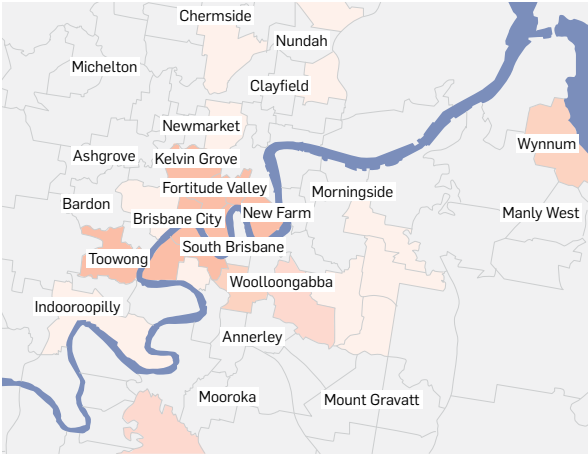 Chermside
Nundah
Michelton
Clayfield
Newmarket
Wynnum
Ashgrove
Kelvin Grove
Fortitude Valley
Morningside
Bardon
Brisbane City
New Farm
Manly West
South Brisbane
Toowong
Woolloongabba
Indooroopilly
Annerley
Mooroka
Mount Gravatt